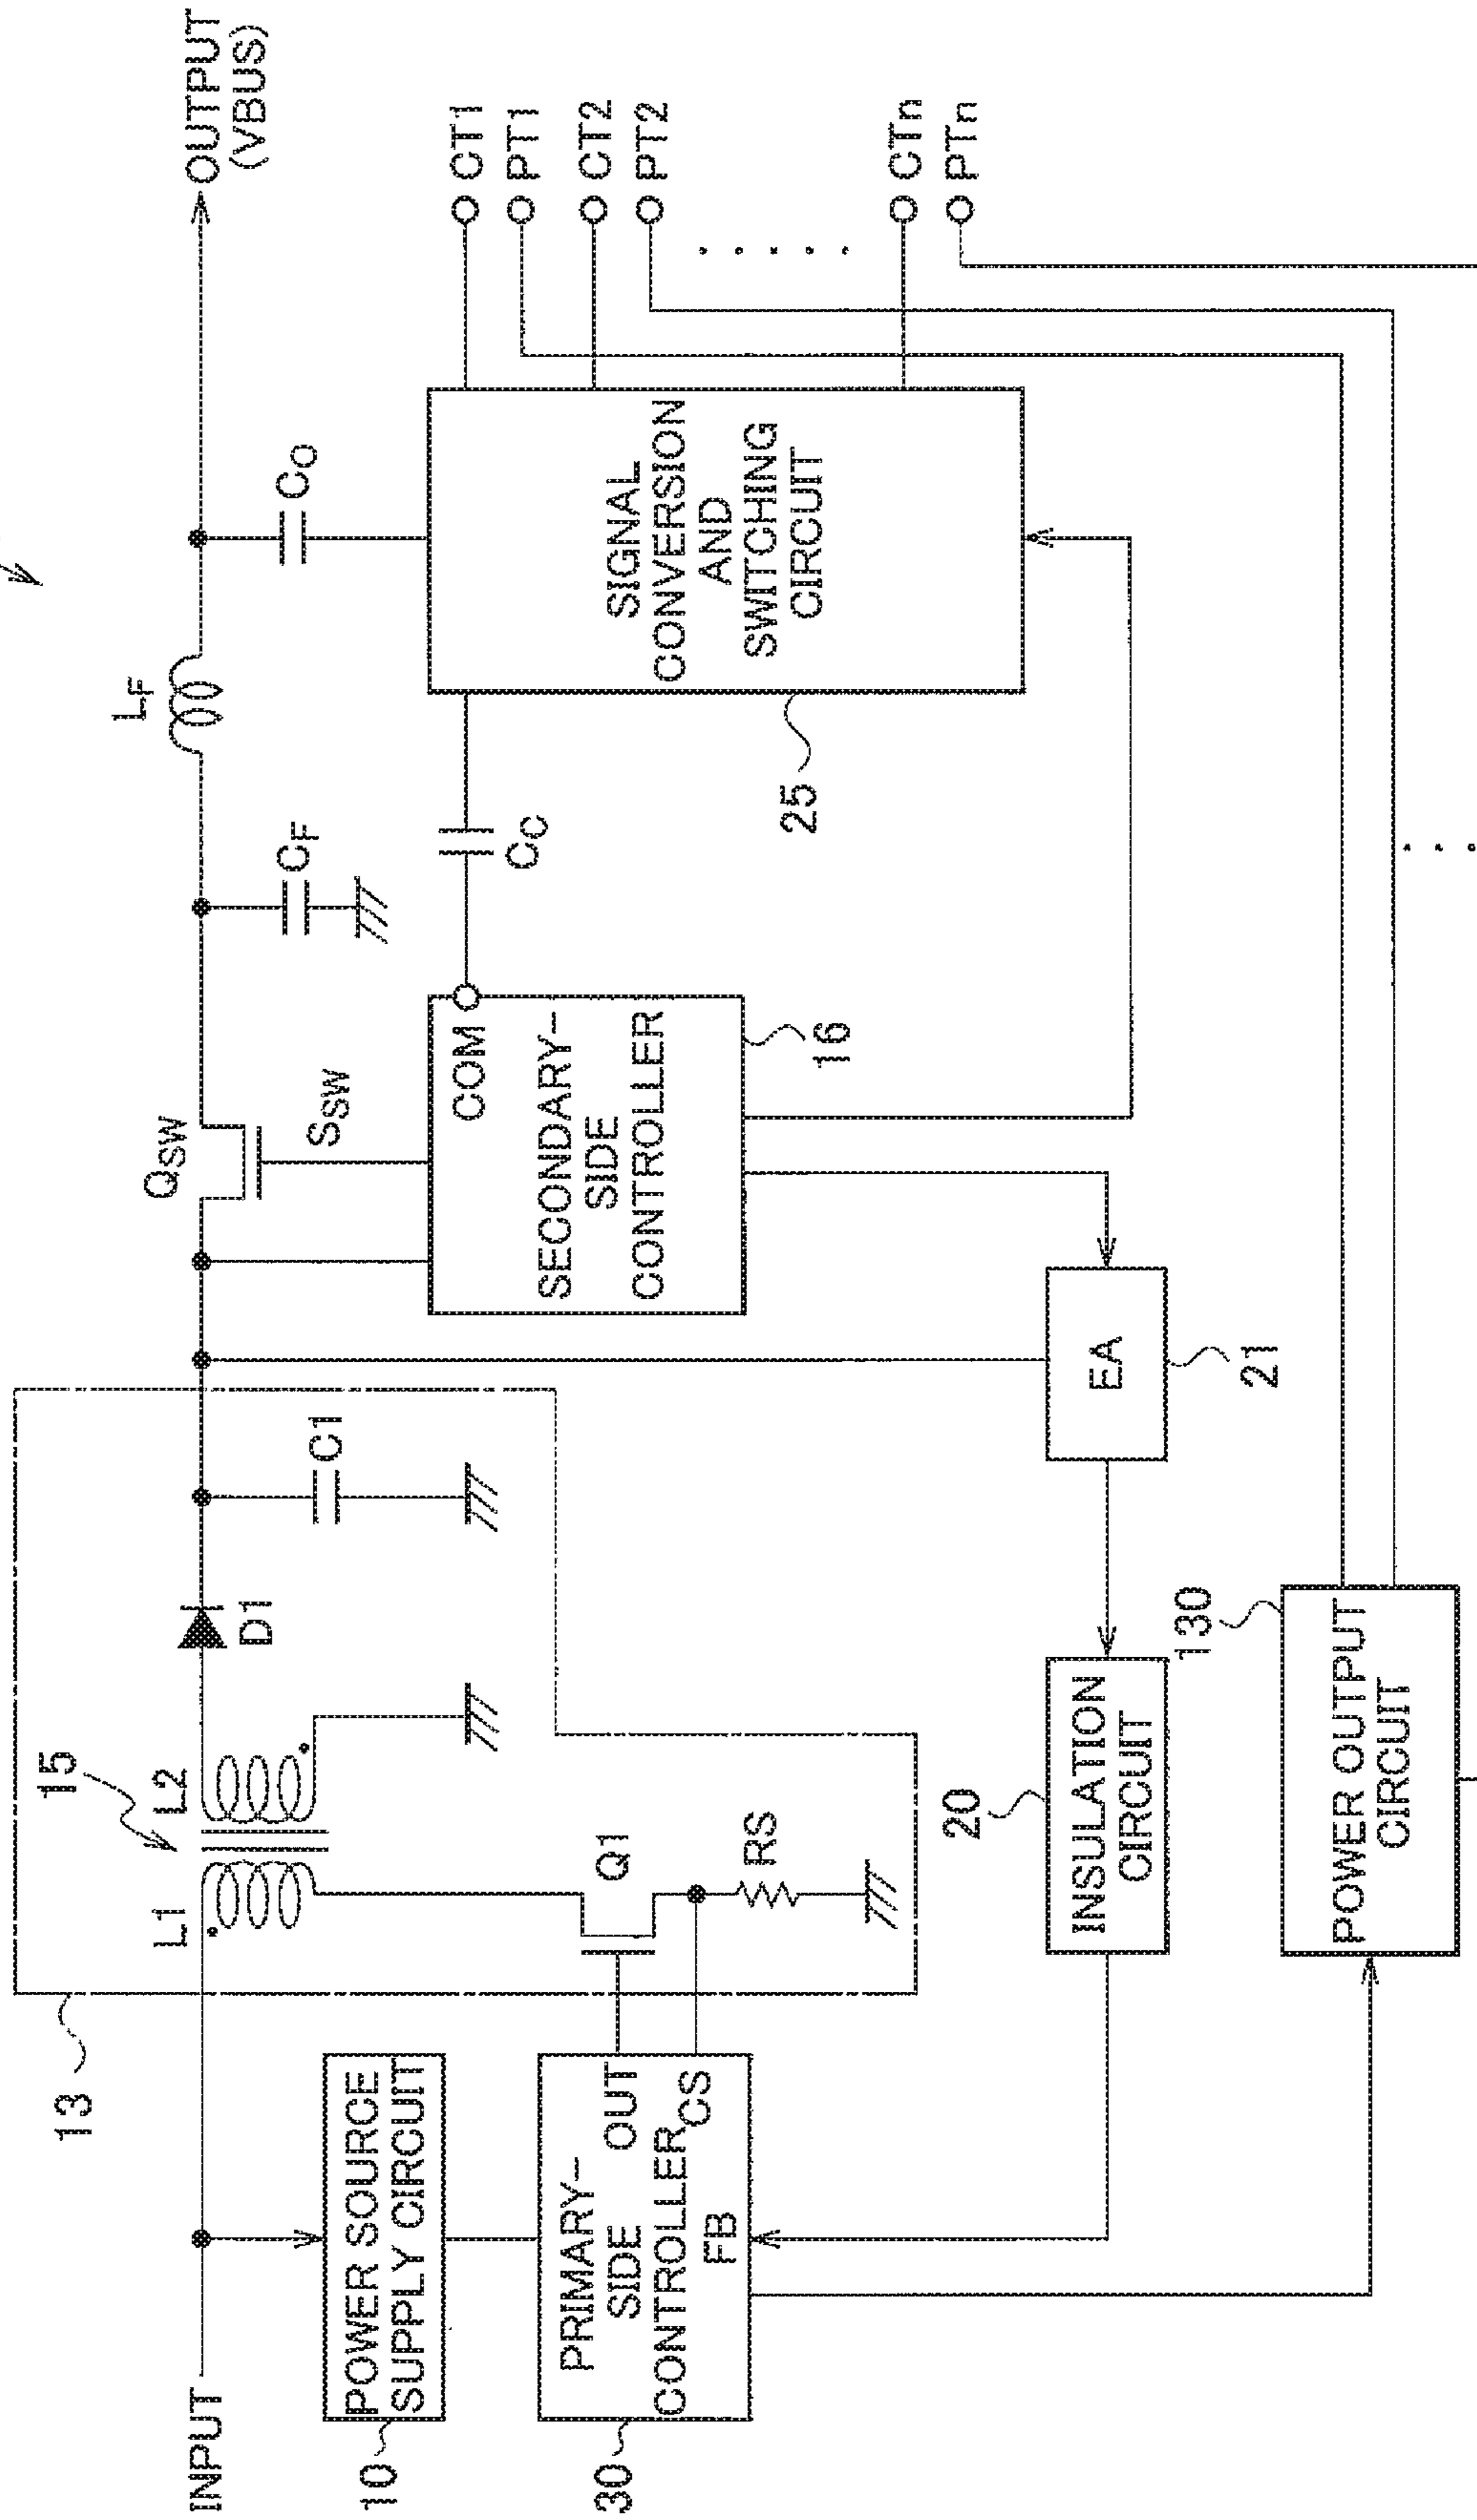 INPUT
13
15
L1
L2
D1
C1
QSW
SSW
CF
LF
CO
OUTPUT
(VBUS)
10
POWER SOURCE
SUPPLY CIRCUIT
30
PRIMARY-
SIDE
CONTROLLER
OUT
CS
FB
Q1
RS
COM
SECONDARY-
SIDE
CONTROLLER
16
CC
SIGNAL
CONVERSION
AND
SWITCHING
CIRCUIT
25
CT1
PT1
CT2
PT2
CTn
PTn
20
INSULATION
CIRCUIT
EA
21
130
POWER OUTPUT
CIRCUIT